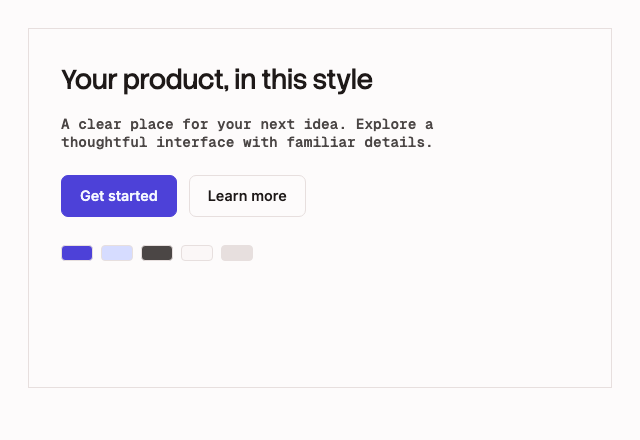 Your product, in this style
A clear place for your next idea. Explore a
thoughtful interface with familiar details.
Get started
Learn more